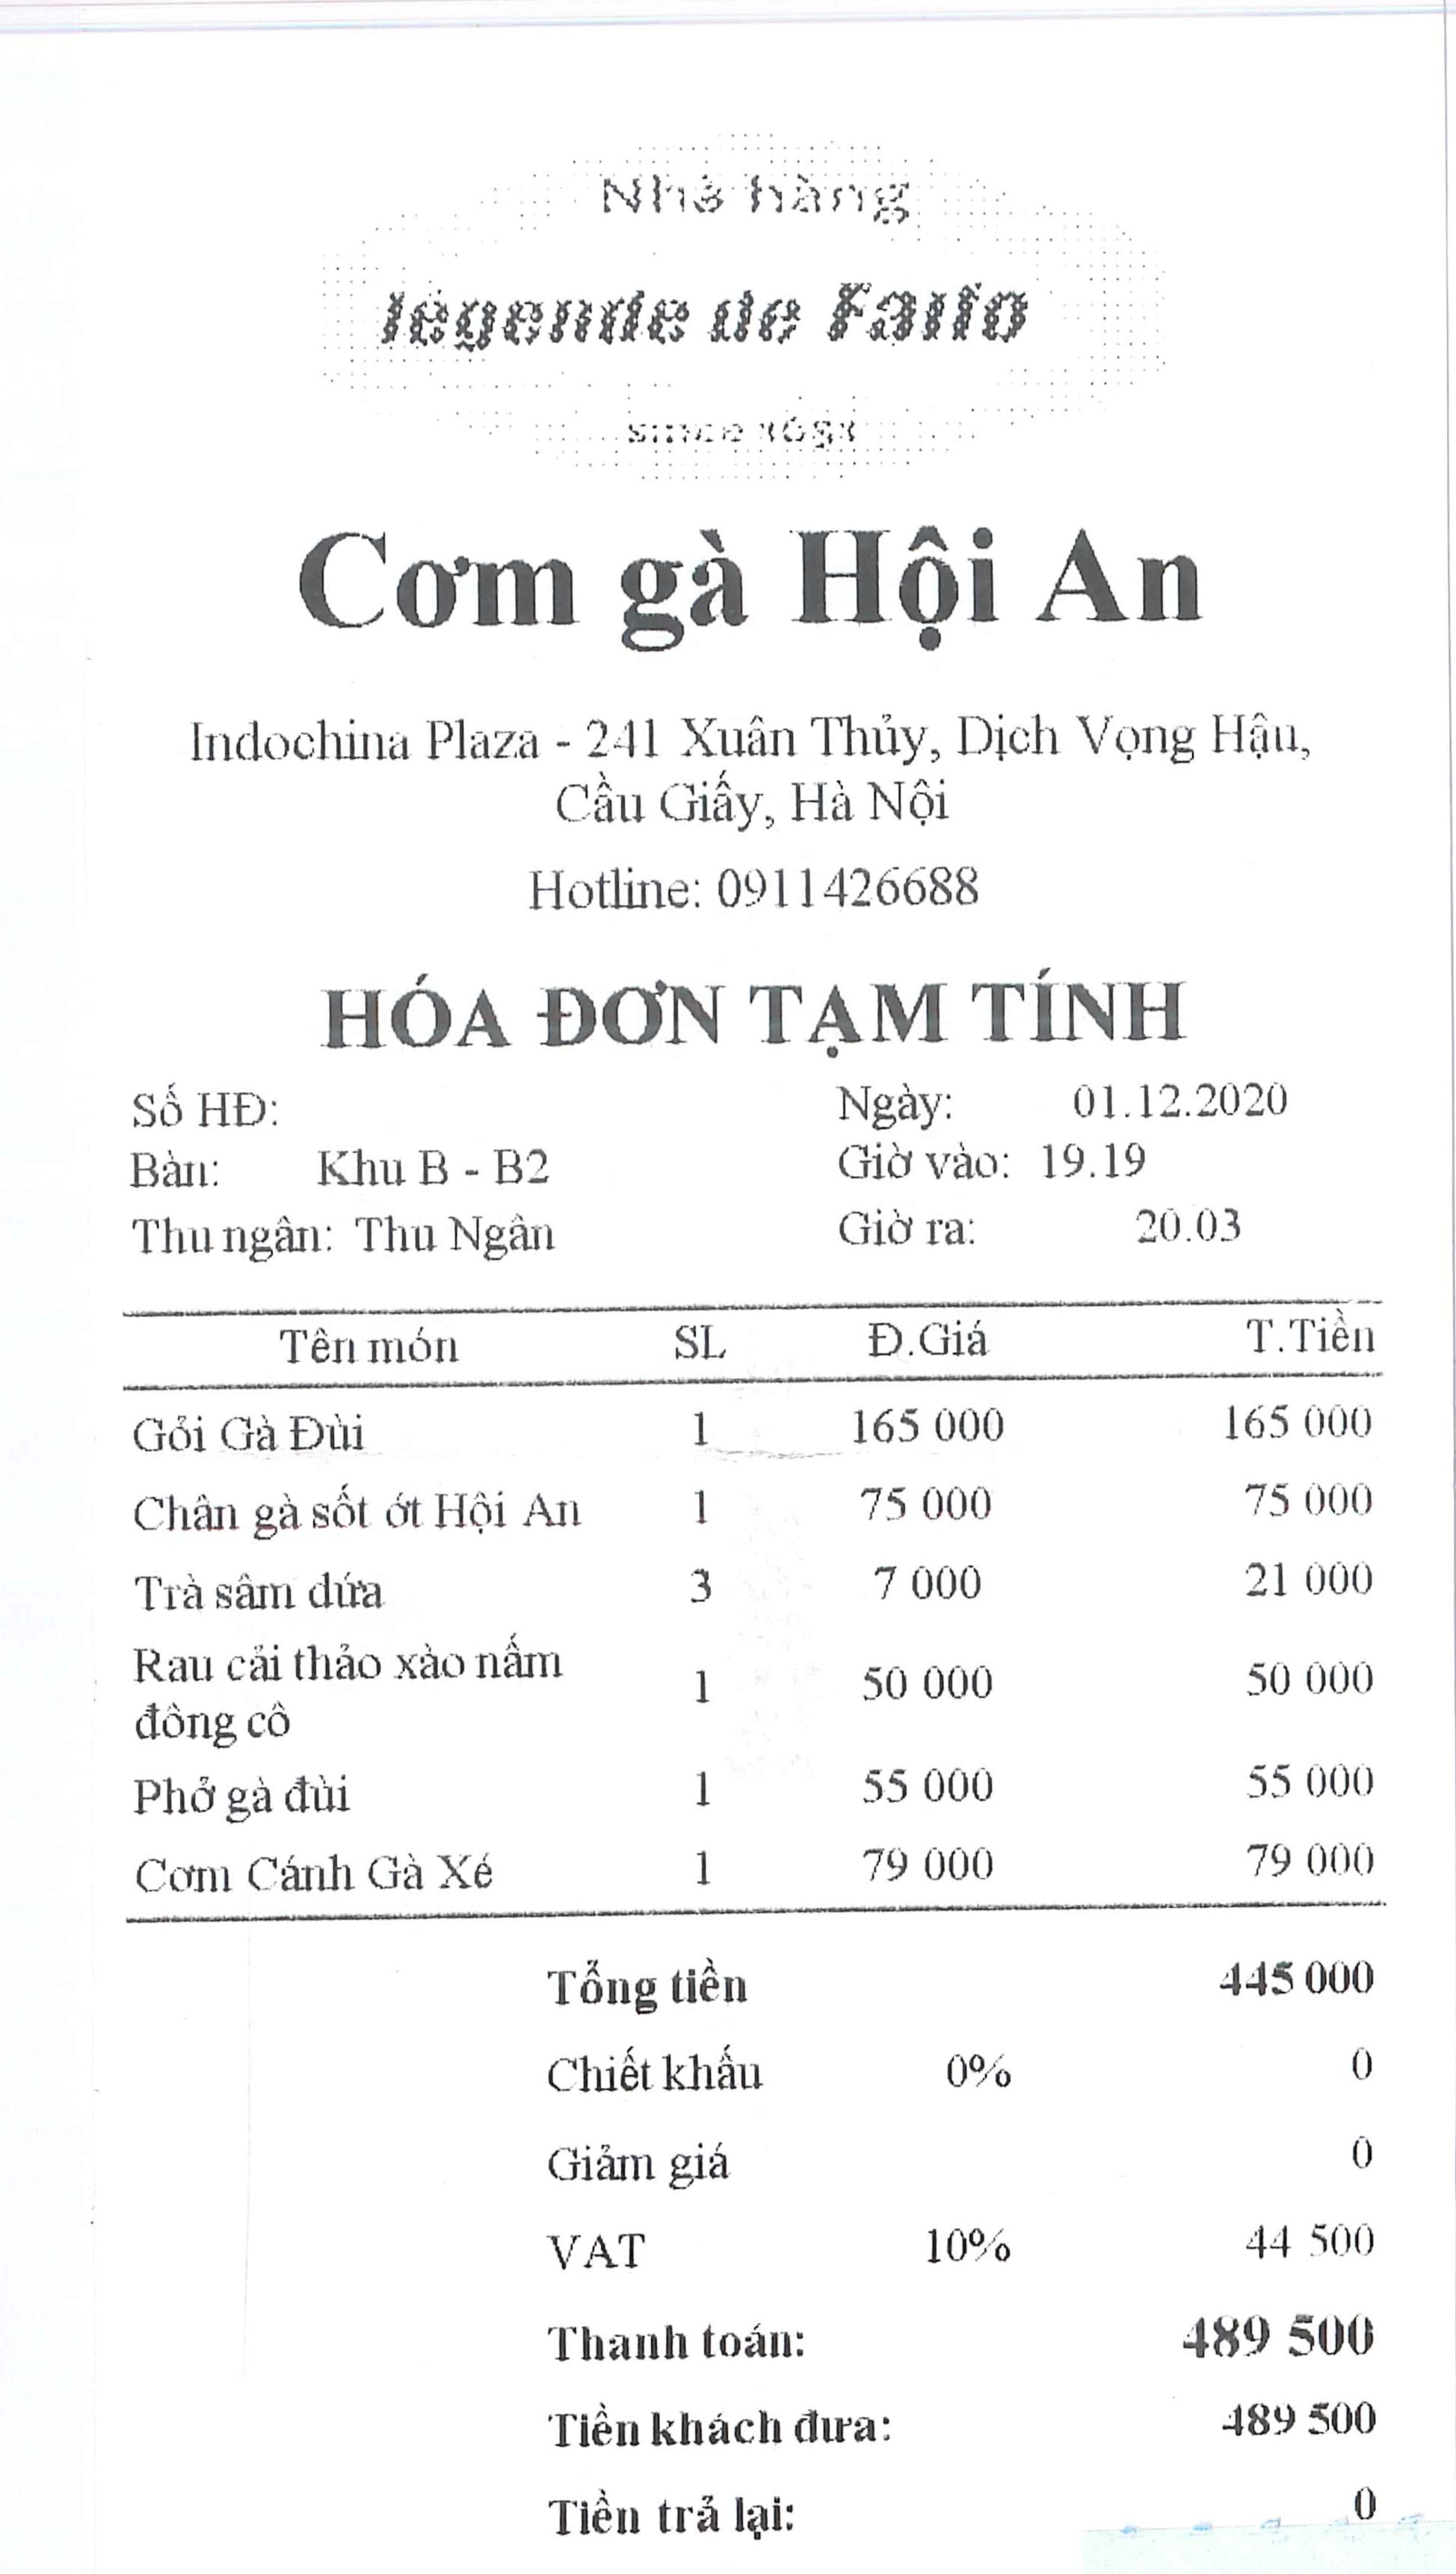 Nhà hàng
légende de Faifo
since
Cơm gà Hội An
Indochina Plaza - 241 Xuân Thủy, Dịch Vọng Hậu,
Cầu Giấy, Hà Nội
Hotline: 0911426688
HÓA ĐƠN TẠM TÍNH
Số HĐ: Ngày: 01.12.2020
Bàn: Khu B - B2 Giờ vào: 19.19
Thu ngân: Thu Ngân Giờ ra: 20.03
Tên món SL Đ.Giá T.Tiền
Gỏi Gà Đùi 1 165 000 165 000
Chân gà sốt ớt Hội An 1 75 000 75 000
Trà sâm dứa 3 7 000 21 000
Rau cải thảo xào nấm
đông cô 1 50 000 50 000
Phở gà đùi 1 55 000 55 000
Cơm Cánh Gà Xé 1 79 000 79 000
Tổng tiền 445 000
Chiết khấu 0% 0
Giảm giá 0
VAT 10% 44 500
Thanh toán: 489 500
Tiền khách đưa: 489 500
Tiền trả lại: 0